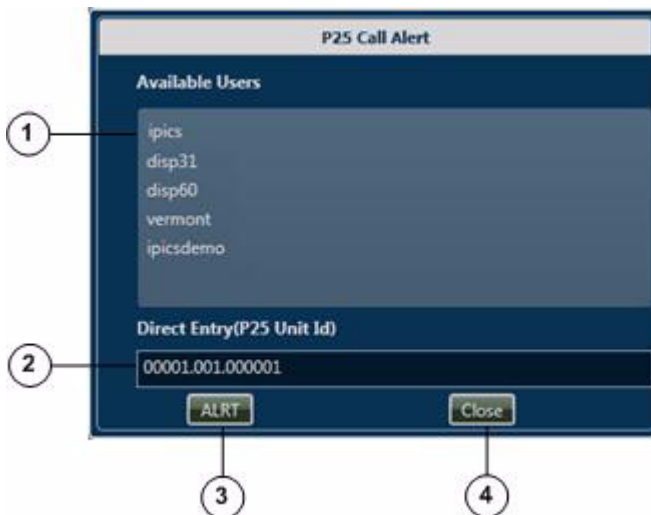 P25 Call Alert
Available Users
1
ipics
disp31
disp60
vermont
ipicsdemo
Direct Entry(P25 Unit Id)
2
00001.001.000001
ALRT
Close
3
4